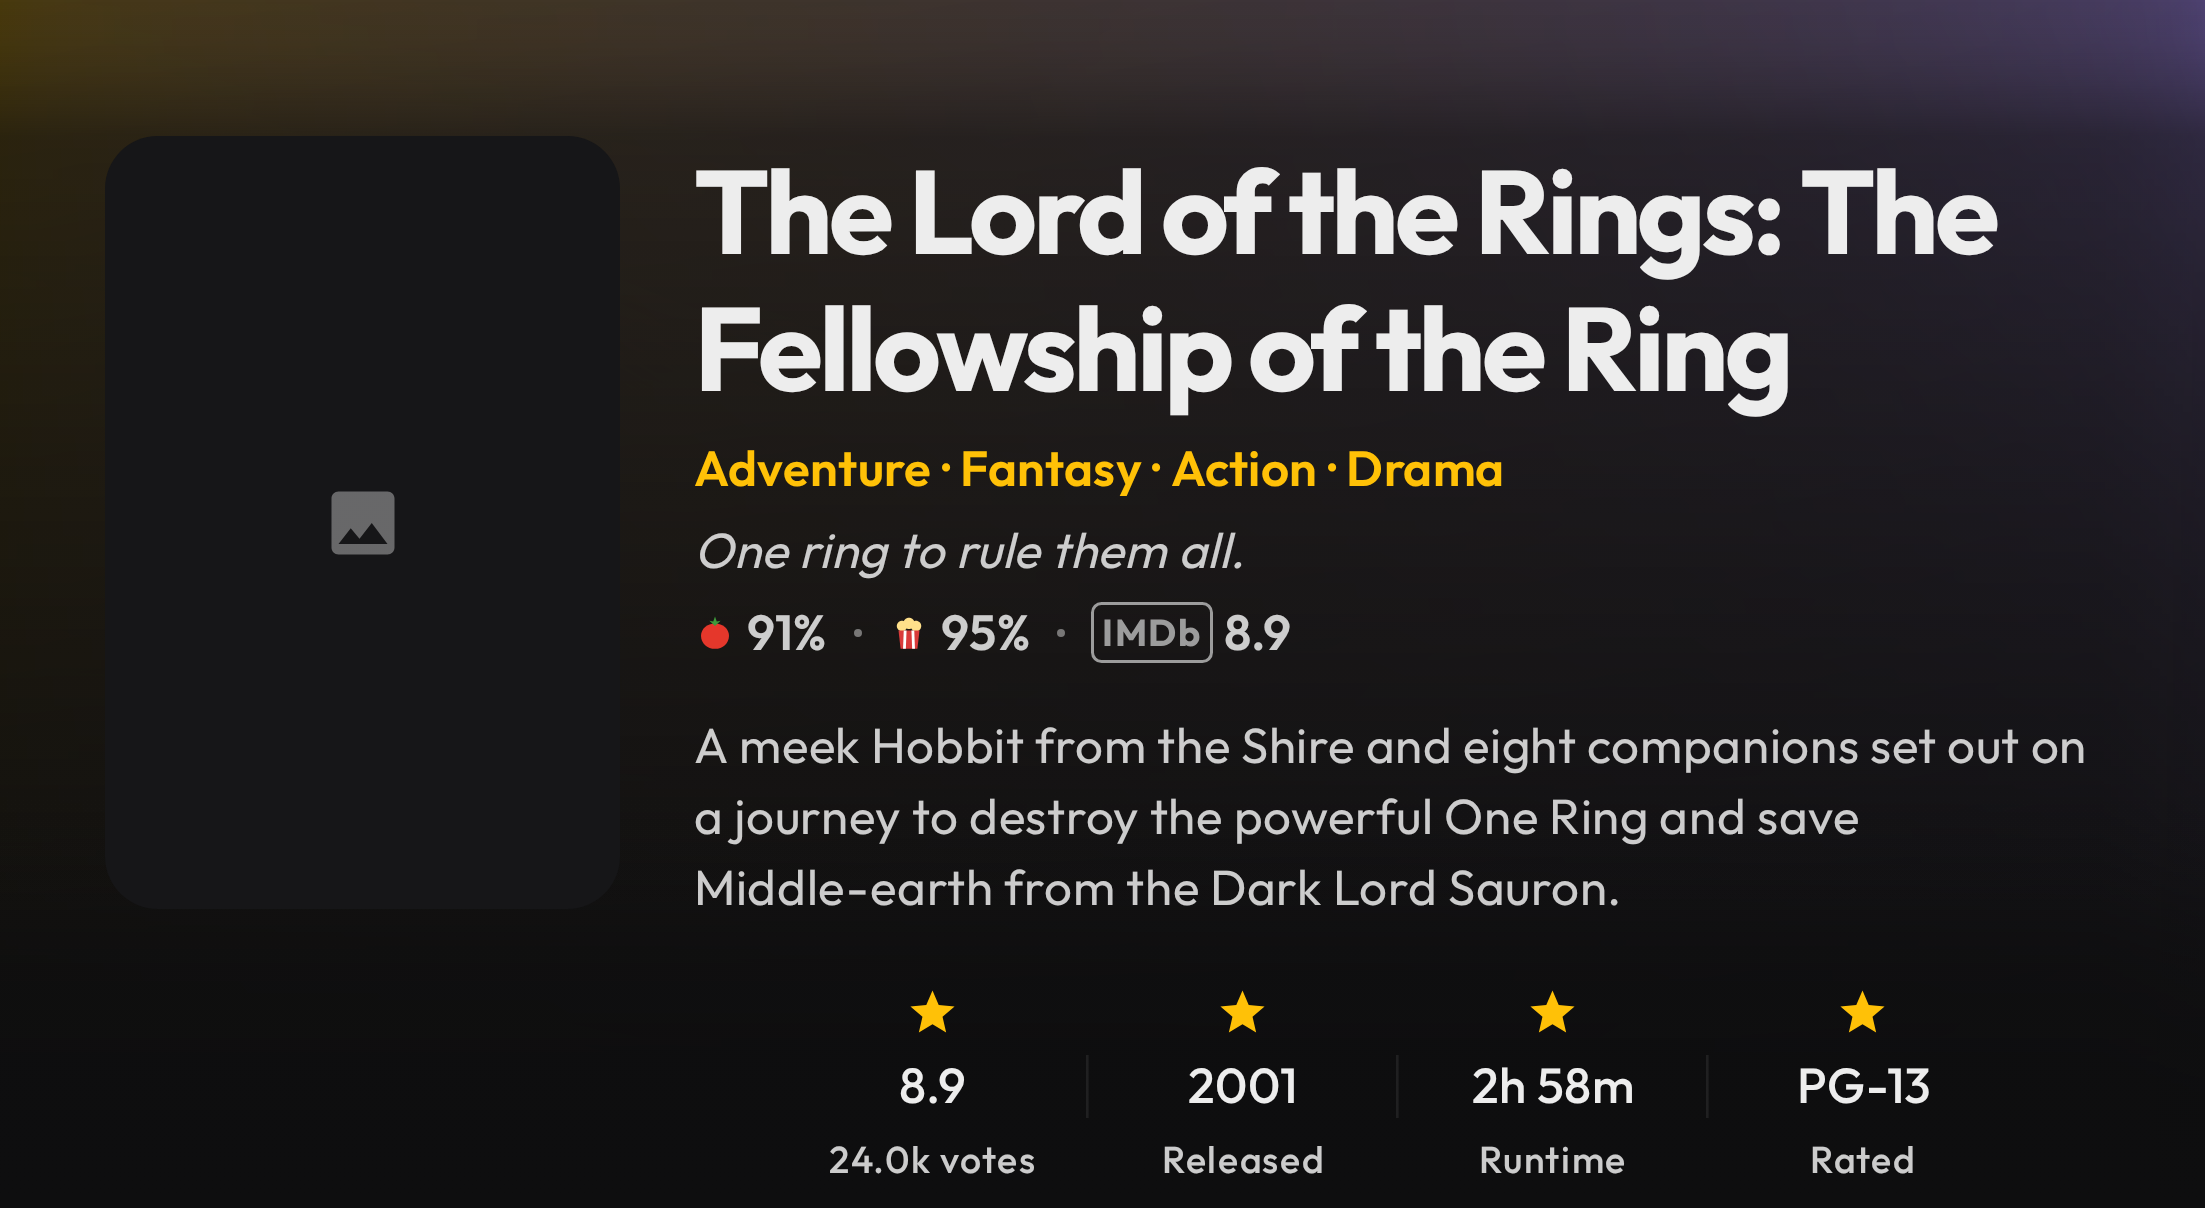 The Lord of the Rings: The
Fellowship of the Ring
Adventure · Fantasy · Action · Drama
One ring to rule them all.
91% · 95% · IMDb 8.9
A meek Hobbit from the Shire and eight companions set out on
a journey to destroy the powerful One Ring and save
Middle-earth from the Dark Lord Sauron.
8.9 2001 2h 58m PG-13
24.0k votes Released Runtime Rated